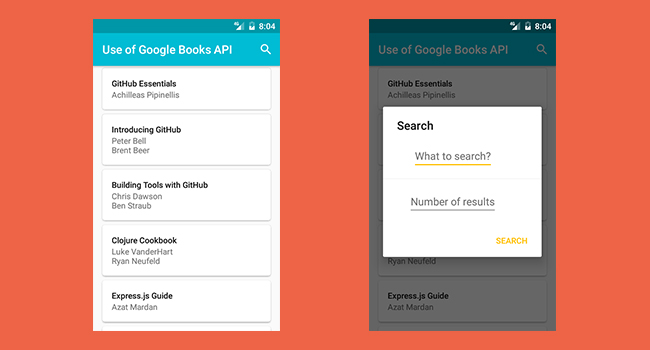 4G 8:04
Use of Google Books API
GitHub Essentials
Achilleas Pipinellis
Introducing GitHub
Peter Bell
Brent Beer
Building Tools with GitHub
Chris Dawson
Ben Straub
Clojure Cookbook
Luke VanderHart
Ryan Neufeld
Express.js Guide
Azat Mardan
4G 8:04
Use of Google Books API
GitHub Essentials
Achilleas Pipinellis
Search
What to search?
Number of results
SEARCH
Ryan Neufeld
Express.js Guide
Azat Mardan